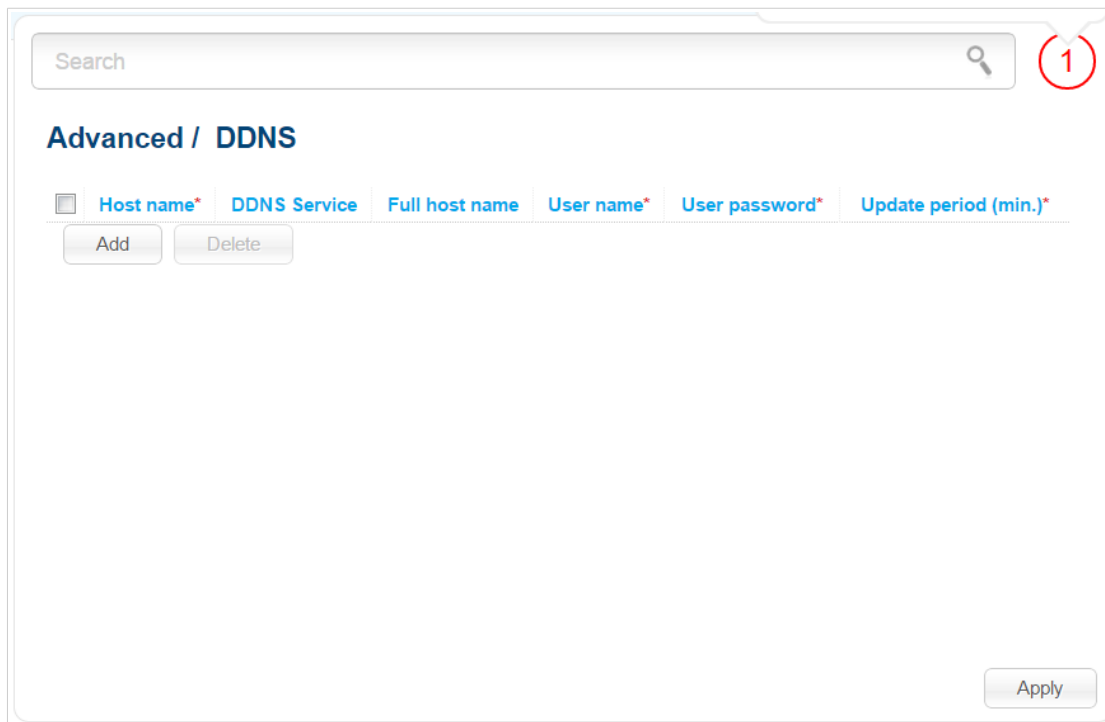 Search
1
Advanced / DDNS
Host name* DDNS Service Full host name User name* User password* Update period (min.)*
Add Delete
Apply